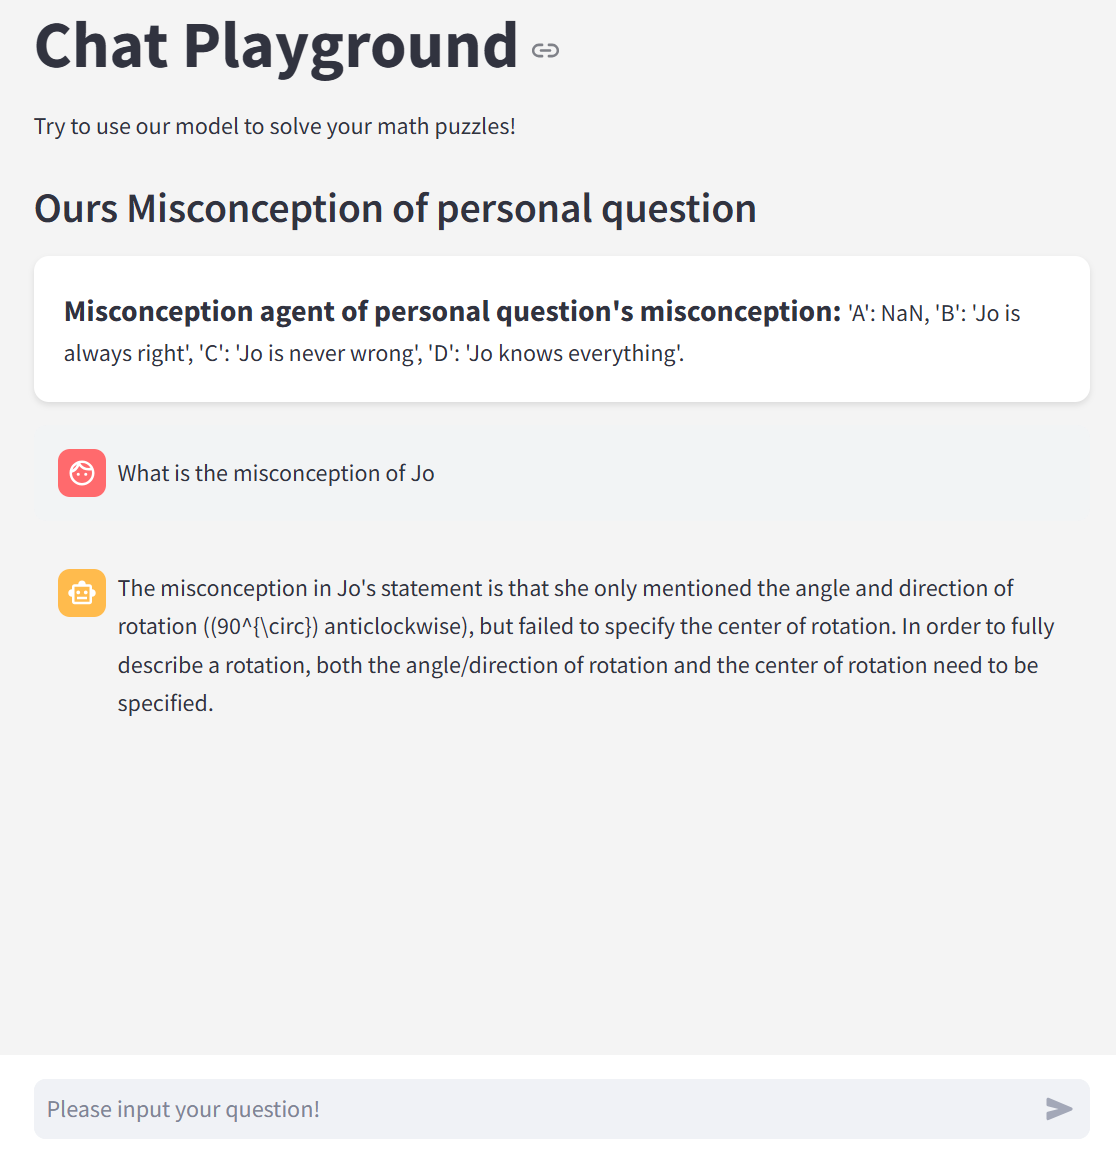 Chat Playground
Try to use our model to solve your math puzzles!
Ours Misconception of personal question
Misconception agent of personal question's misconception: 'A': NaN, 'B': 'Jo is
always right', 'C': 'Jo is never wrong', 'D': 'Jo knows everything'.
What is the misconception of Jo
The misconception in Jo's statement is that she only mentioned the angle and direction of
rotation ((90^{\circ}) anticlockwise), but failed to specify the center of rotation. In order to fully
describe a rotation, both the angle/direction of rotation and the center of rotation need to be
specified.
Please input your question!